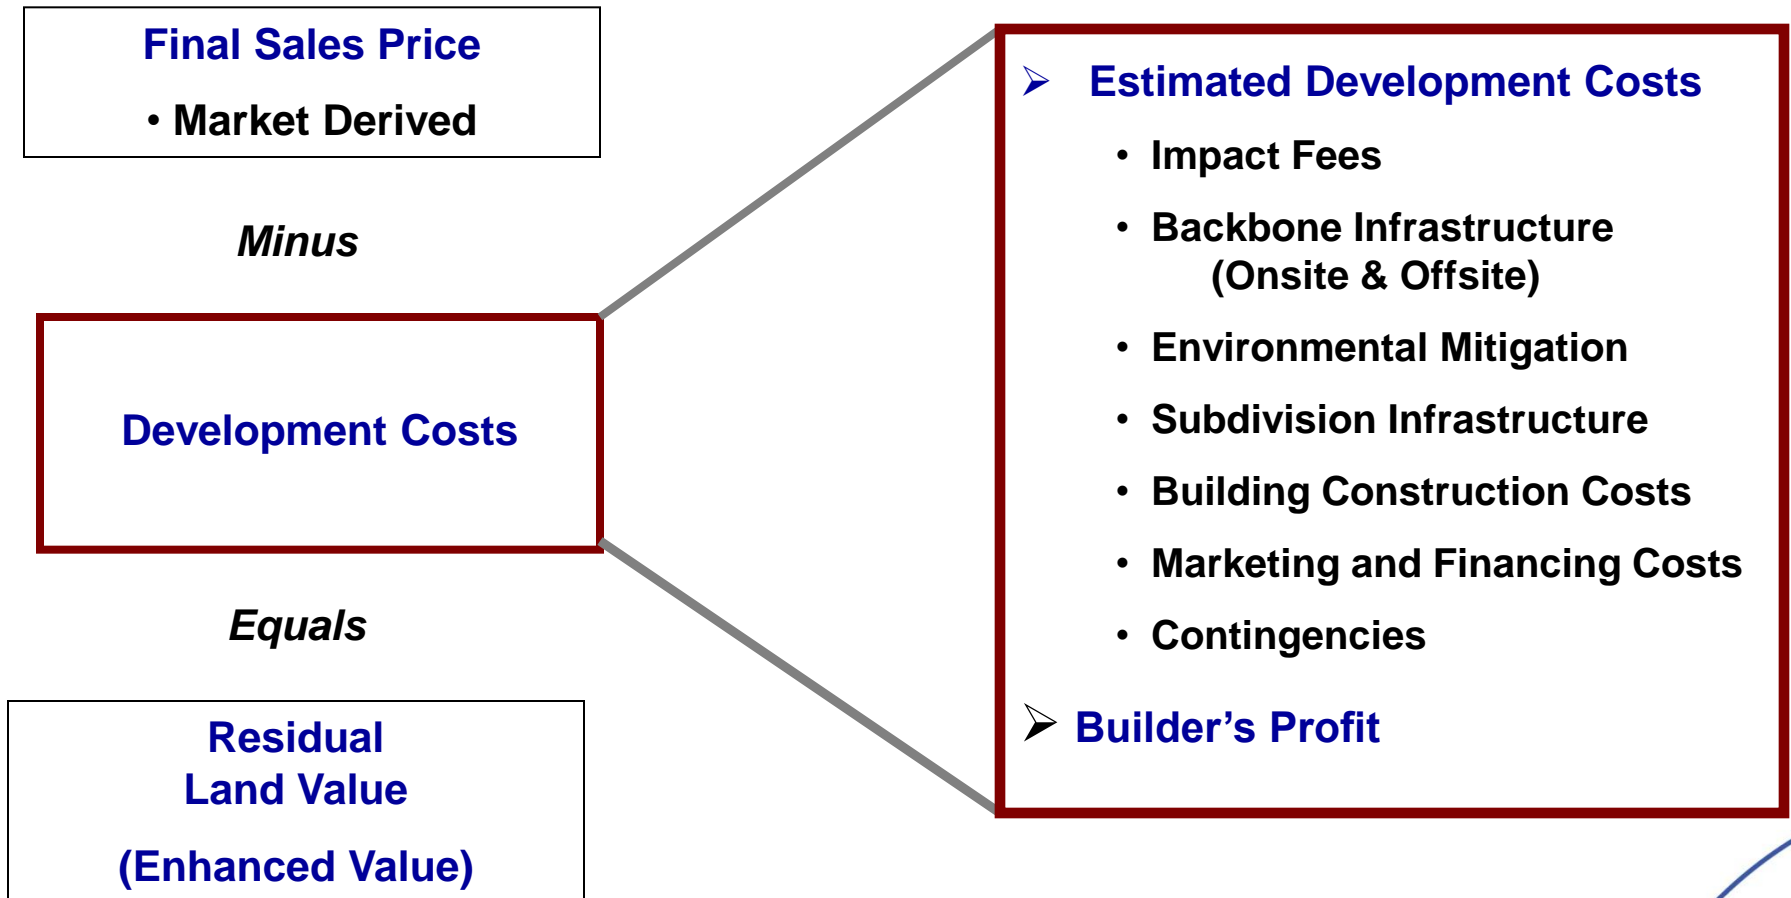 Final Sales Price
• Market Derived
Minus
Development Costs
Equals
Residual
Land Value
(Enhanced Value)
➢ Estimated Development Costs
• Impact Fees
• Backbone Infrastructure
(Onsite & Offsite)
• Environmental Mitigation
• Subdivision Infrastructure
• Building Construction Costs
• Marketing and Financing Costs
• Contingencies
➢ Builder’s Profit